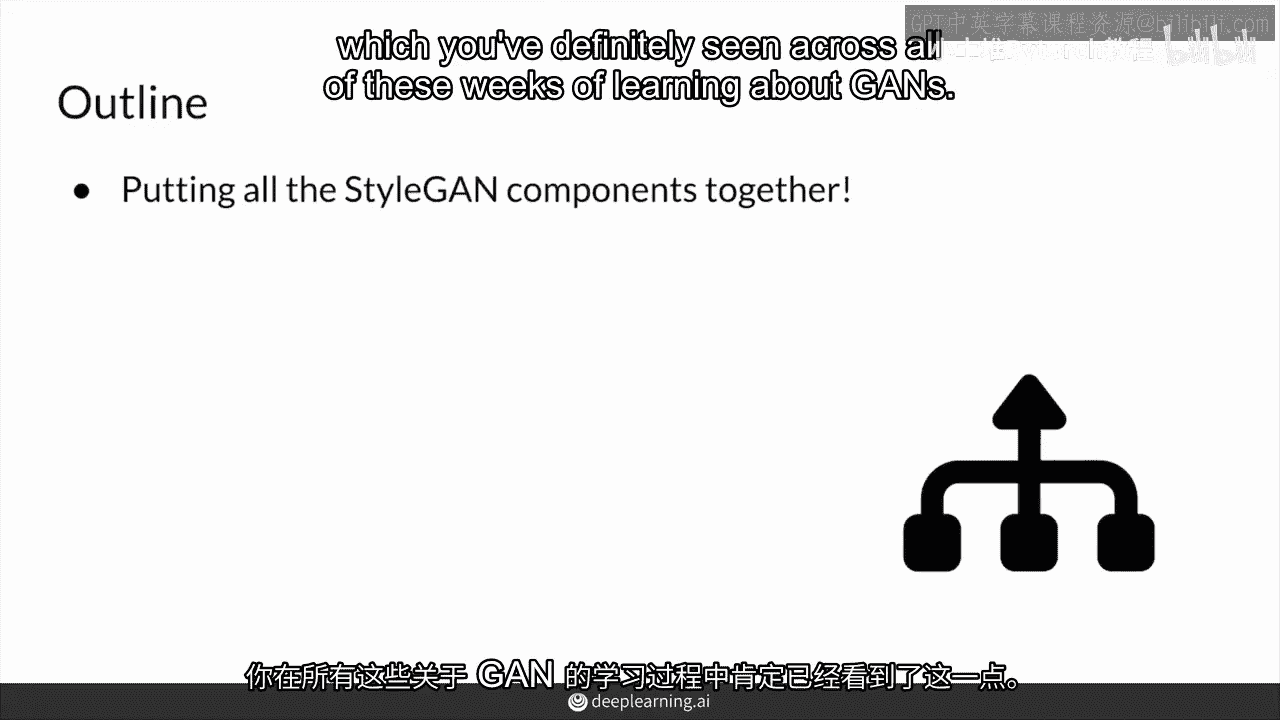 GPT中英字幕课程资源@bilibili.com
which you've definitely seen across all
of these weeks of learning about GANs.
Outline
● Putting all the StyleGAN components together!
你在所有这些关于 GAN 的学习过程中肯定已经看到了这一点。
deeplearning.ai